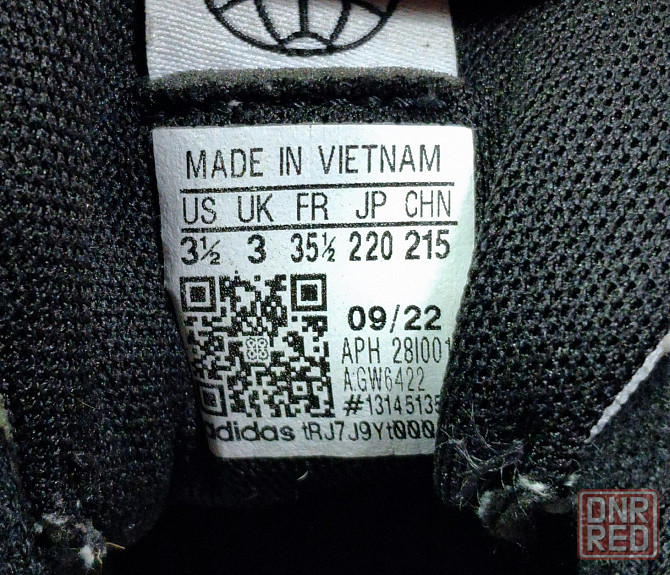 MADE IN VIETNAM
US UK FR JP CHN
3½ 3 35½ 220 215
09/22
APH 28I001
A:GW6422
#13145135
adidas tRJ7J9Yt000
DNR
RED